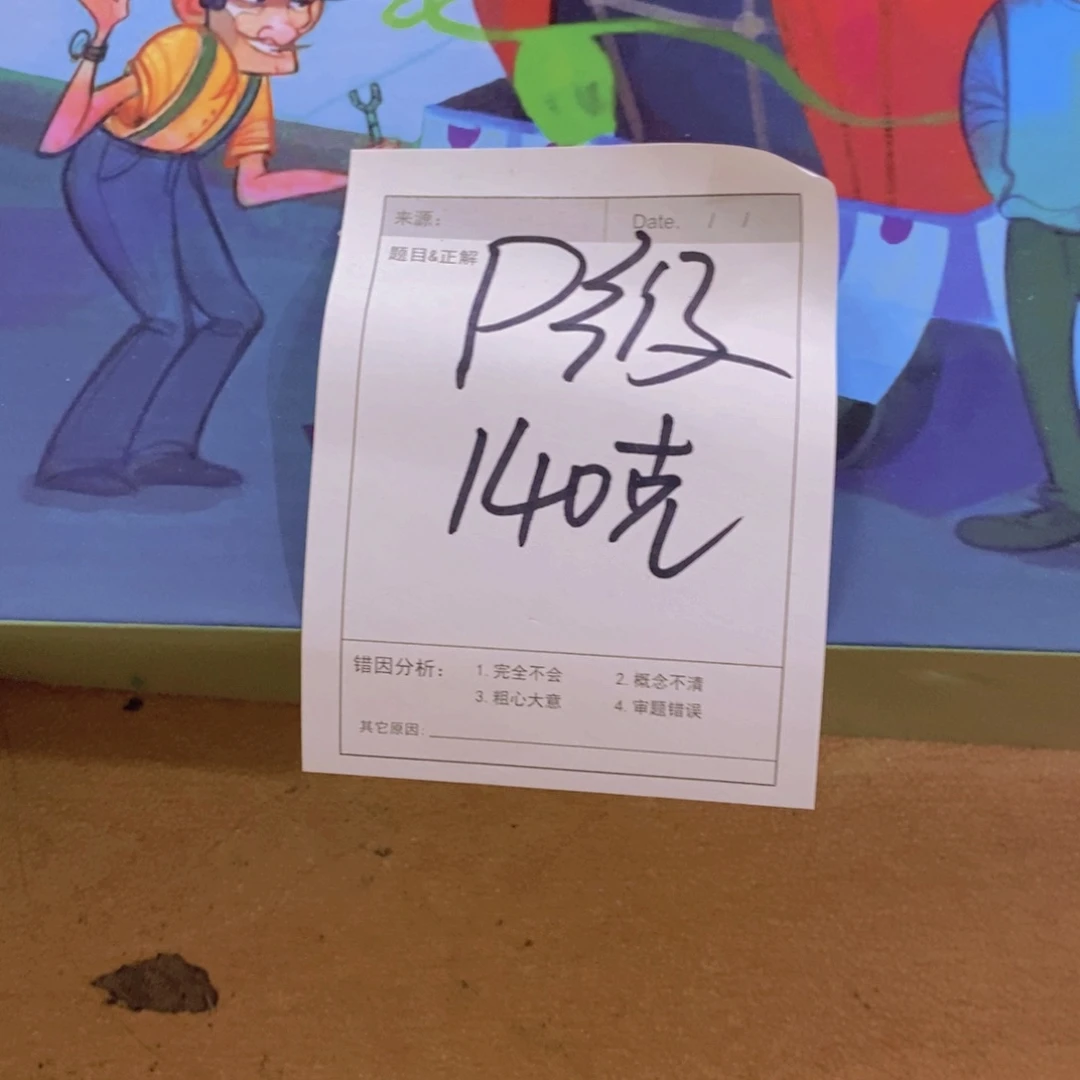 来源： Date. / /
题目&正解
P级
140克
错因分析： 1. 完全不会 2. 概念不清
3. 粗心大意 4. 审题错误
其它原因: